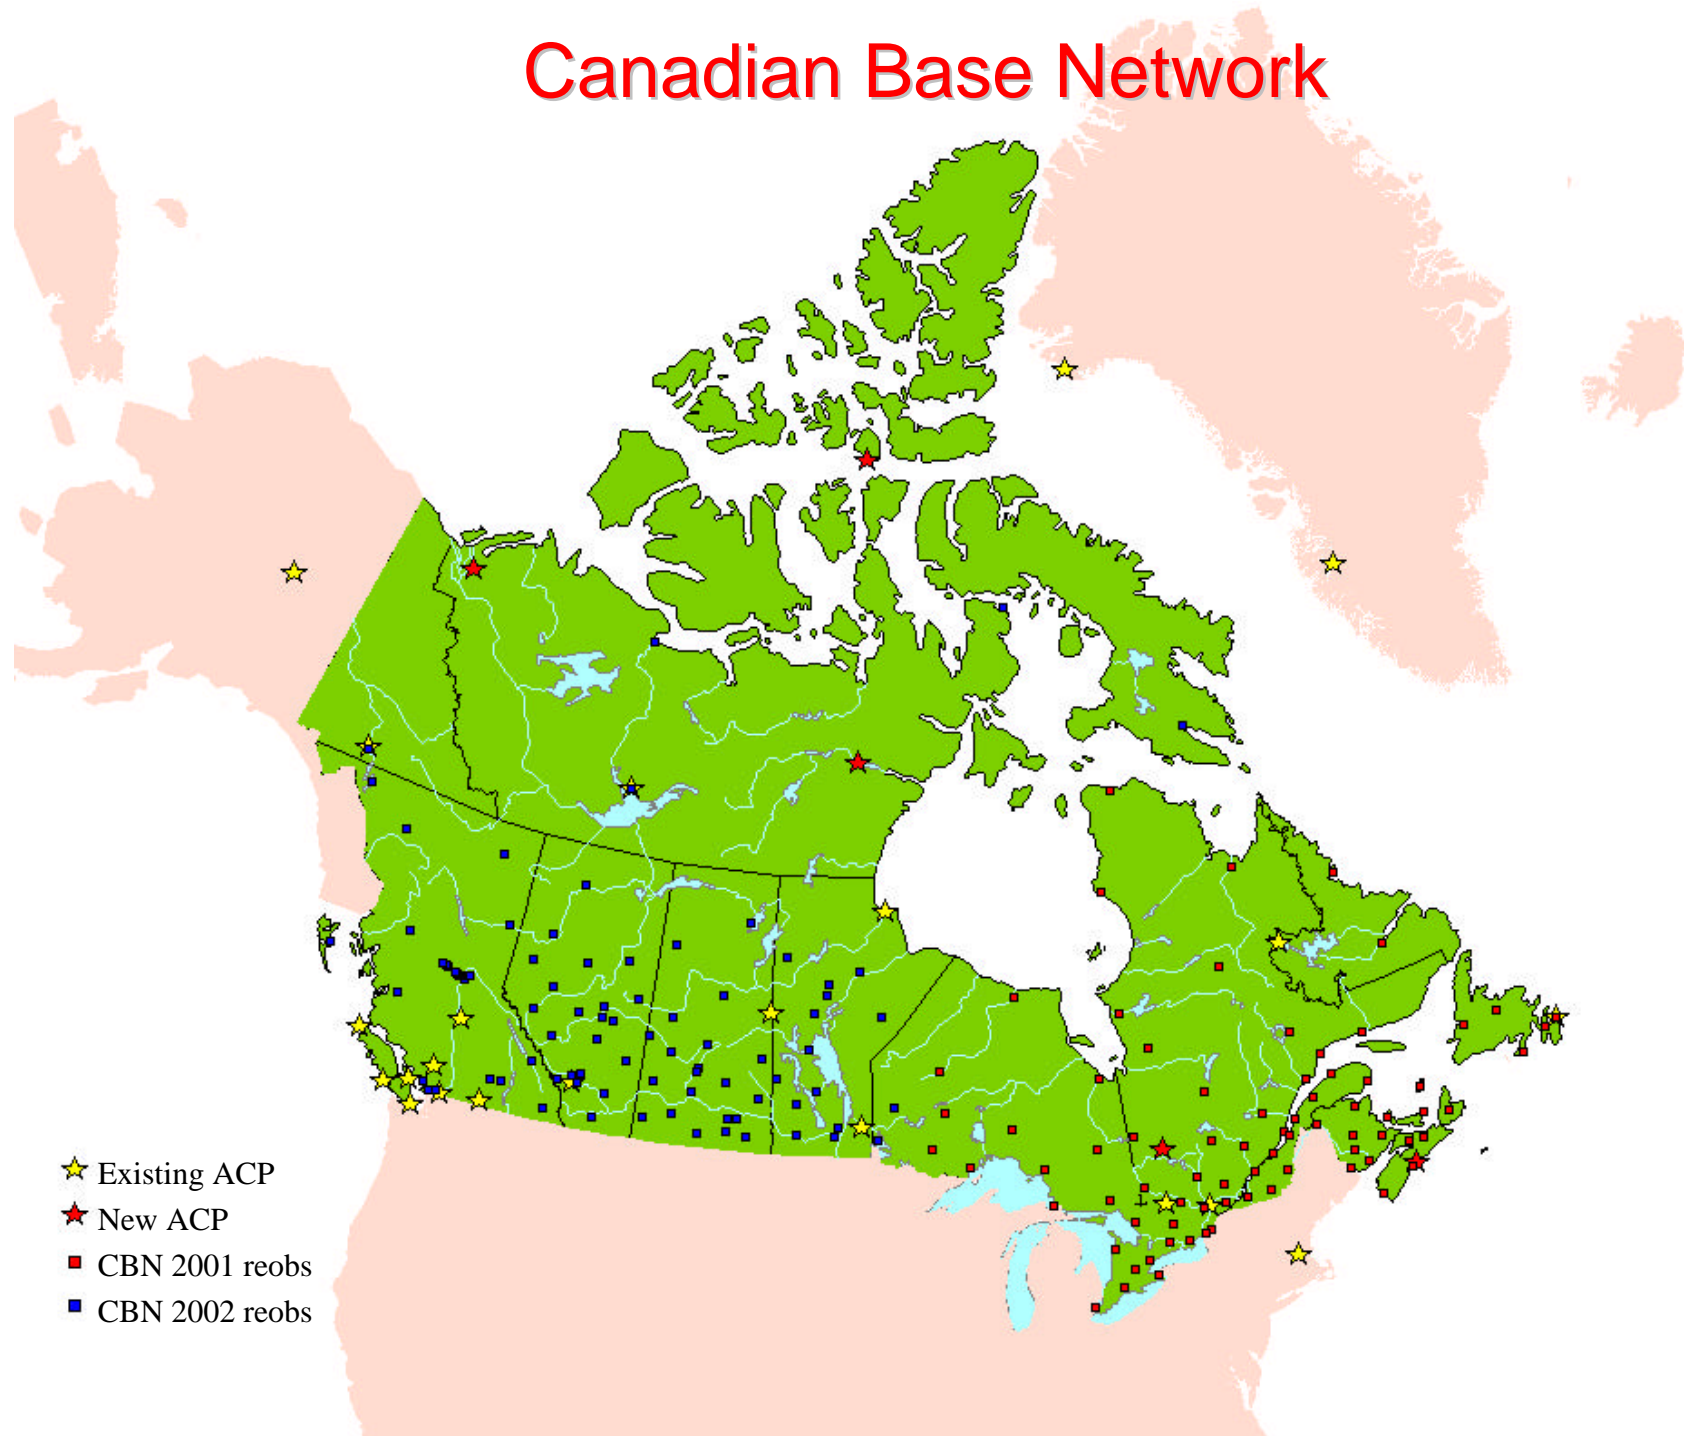 Canadian Base Network
Existing ACP
New ACP
CBN 2001 reobs
CBN 2002 reobs